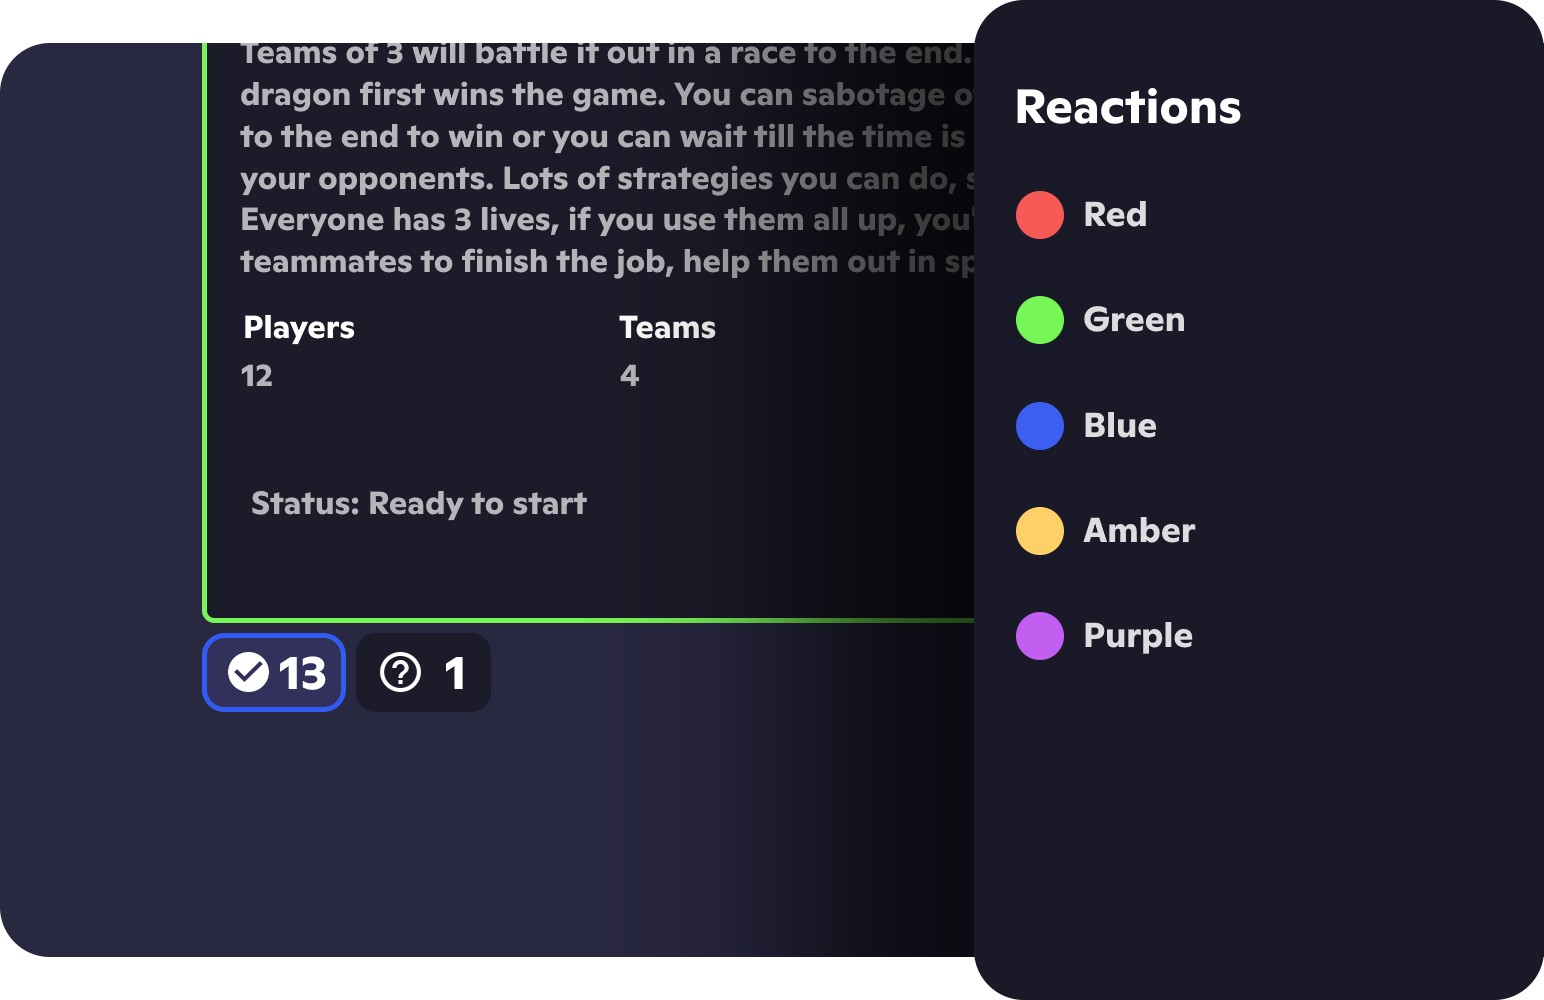 Teams of 3 will battle it out in a race to the end.
dragon first wins the game. You can sabotage
to the end to win or you can wait till the time is
your opponents. Lots of strategies you can do,
Everyone has 3 lives, if you use them all up,
teammates to finish the job, help them out in
Players
Teams
12
4
Status: Ready to start
13
? 1
Reactions
Red
Green
Blue
Amber
Purple